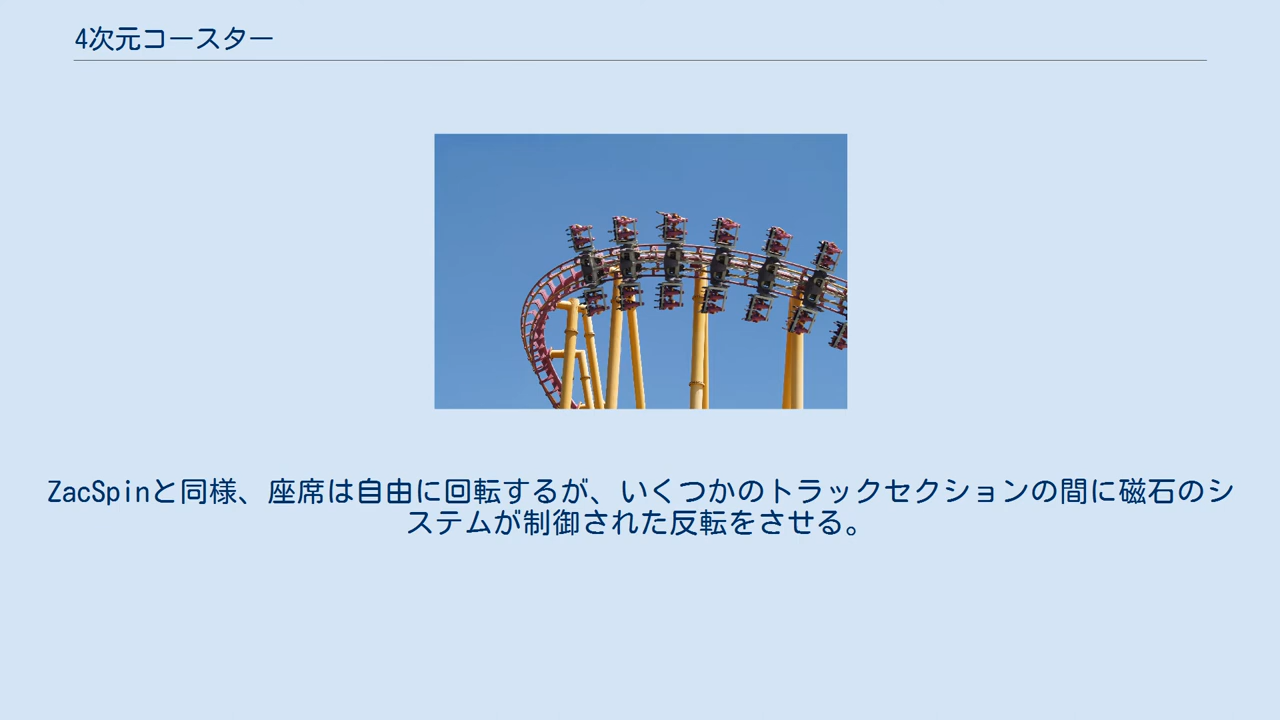 4次元コースター
ZacSpinと同様、座席は自由に回転するが、いくつかのトラックセクションの間に磁石のシ
ステムが制御された反転をさせる。